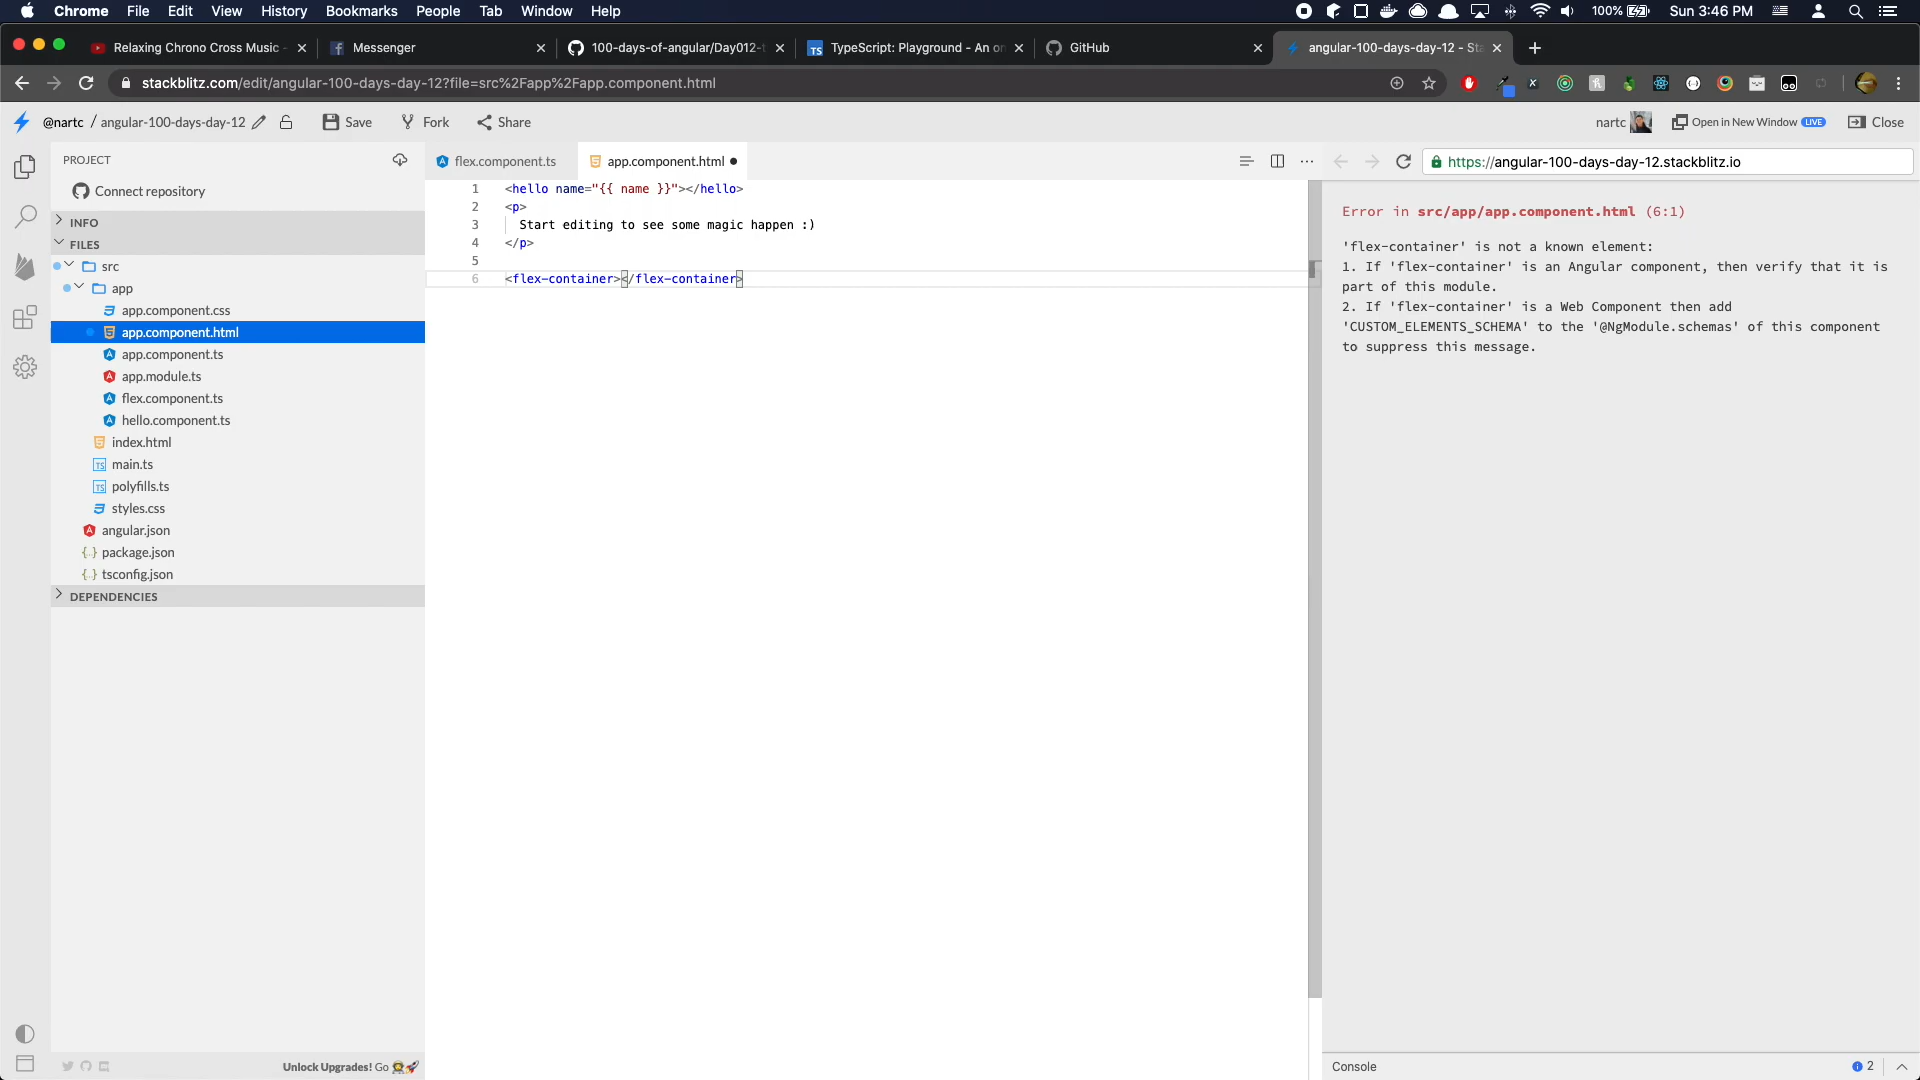 Chrome File Edit View History Bookmarks People Tab Window Help 100% Sun 3:46 PM
Relaxing Chrono Cross Music - Messenger 100-days-of-angular/Day012- TypeScript: Playground - An on GitHub angular-100-days-day-12 - Sta
stackblitz.com/edit/angular-100-days-day-12?file=src%2Fapp%2Fapp.component.html
@nartc / angular-100-days-day-12 Save Fork Share nartc Open in New Window LIVE Close
PROJECT
Connect repository
INFO
FILES
src
app
app.component.css
app.component.html
app.component.ts
app.module.ts
flex.component.ts
hello.component.ts
index.html
main.ts
polyfills.ts
styles.css
angular.json
package.json
tsconfig.json
DEPENDENCIES
Unlock Upgrades! Go
flex.component.ts app.component.html
1 <hello name="{{ name }}"></hello>
2 <p>
3 Start editing to see some magic happen :)
4 </p>
5
6 <flex-container></flex-container>
https://angular-100-days-day-12.stackblitz.io
Error in src/app/app.component.html (6:1)
'flex-container' is not a known element:
1. If 'flex-container' is an Angular component, then verify that it is
part of this module.
2. If 'flex-container' is a Web Component then add
'CUSTOM_ELEMENTS_SCHEMA' to the '@NgModule.schemas' of this component
to suppress this message.
Console 2